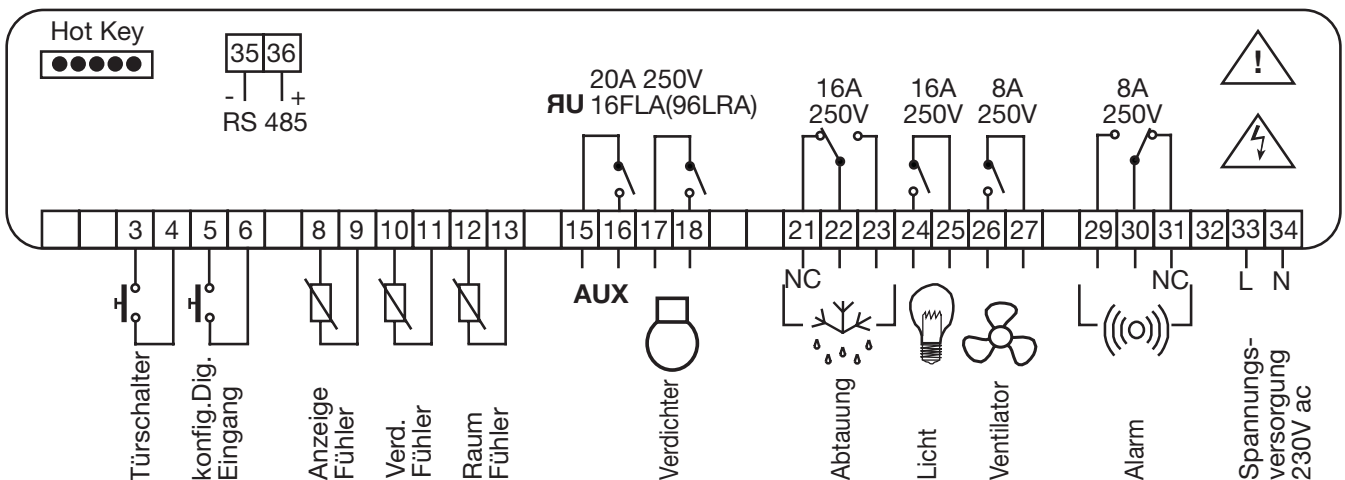 Hot Key
35 36
- +
RS 485
20A 250V
ЯU 16FLA(96LRA)
16A
250V
16A
250V
8A
250V
8A
250V
!
3 4 5 6 8 9 10 11 12 13 15 16 17 18 21 22 23 24 25 26 27 29 30 31 32 33 34
AUX
NC
NC
L N
Türschalter
konfig.Dig.
Eingang
Anzeige
Fühler
Verd.
Fühler
Raum
Fühler
Verdichter
Abtauung
Licht
Ventilator
Alarm
Spannungs-
versorgung
230V ac